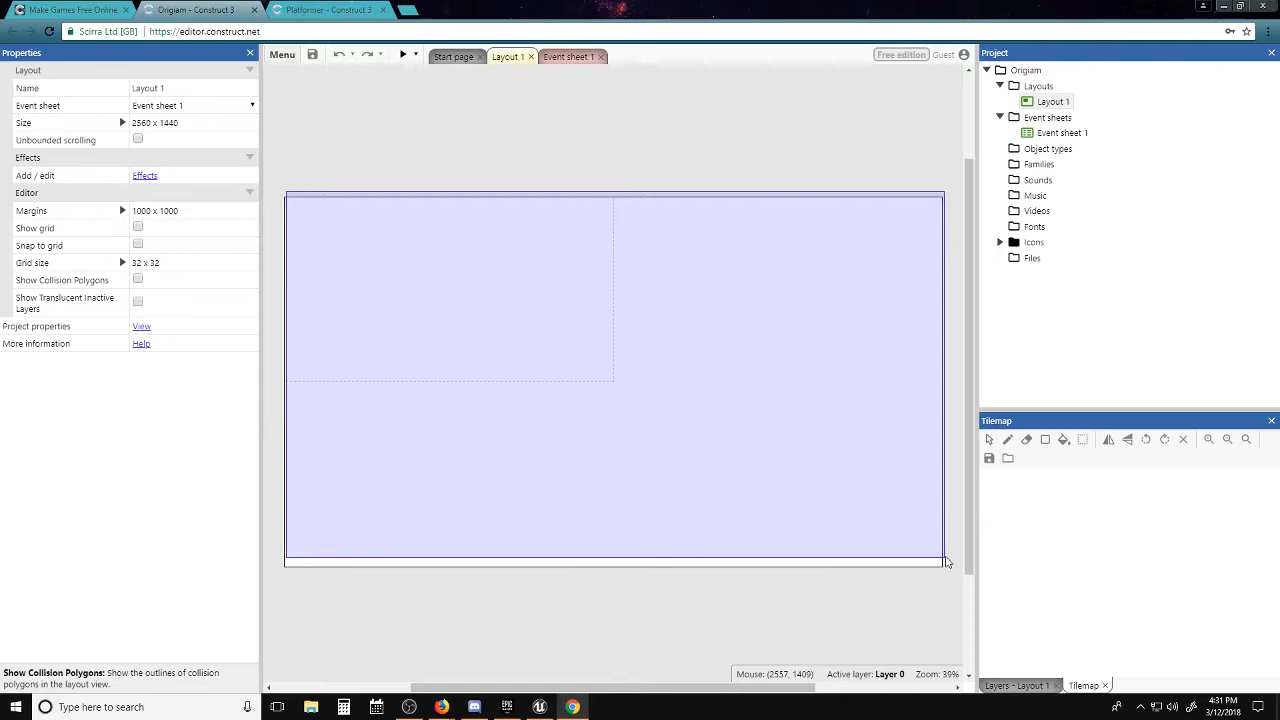 Make Games Free Online
Origiam - Construct 3
Platformer - Construct 3
Scirra Ltd [GB]
https://editor.construct.net
Properties
Layout
Name
Layout 1
Event sheet
Event sheet 1
Size
2560 x 1440
Unbounded scrolling
Effects
Add / edit
Effects
Editor
Margins
1000 x 1000
Show grid
Snap to grid
Grid size
32 x 32
Show Collision Polygons
Show Translucent Inactive
Layers
Project properties
View
More information
Help
Show Collision Polygons: Show the outlines of collision
polygons in the layout view.
Menu
Start page
Layout 1
Event sheet 1
Free edition
Guest
Mouse: (2557, 1409)
Active layer: Layer 0
Zoom: 39%
Project
Origiam
Layouts
Layout 1
Event sheets
Event sheet 1
Object types
Families
Sounds
Music
Videos
Fonts
Icons
Files
Tilemap
Layers - Layout 1
Tilemap
Type here to search
EPIC
GAMES
4:31 PM
3/12/2018